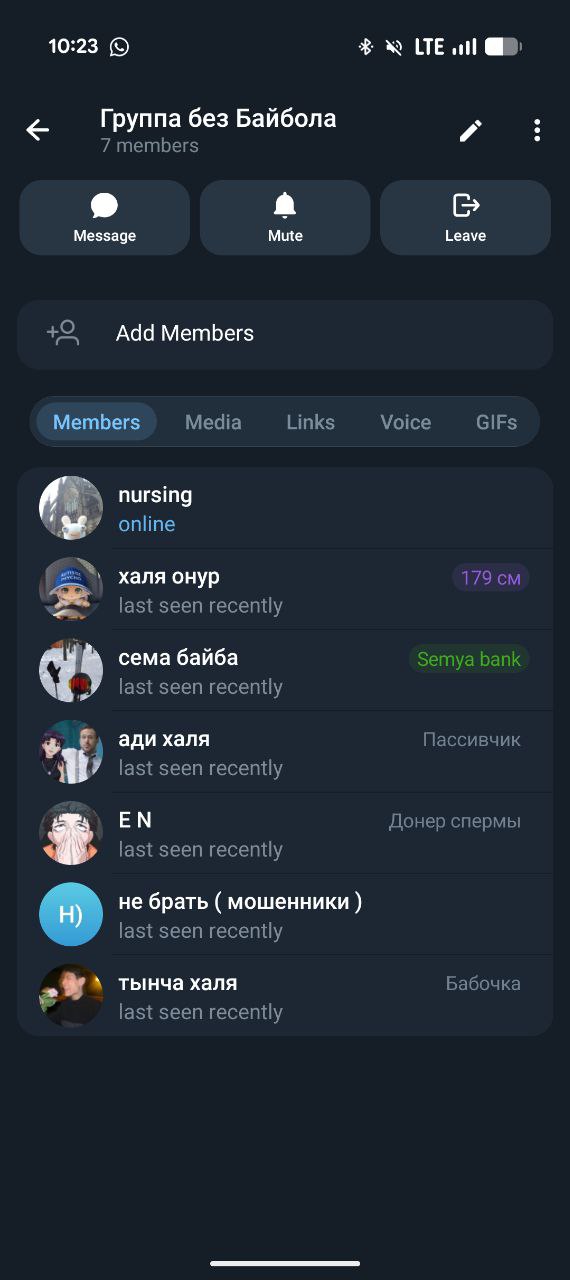 10:23
LTE
Группа без Байбола
7 members
Message
Mute
Leave
Add Members
Members Media Links Voice GIFs
nursing
online
халя онур 179 см
last seen recently
сема байба Semya bank
last seen recently
ади халя Пассивчик
last seen recently
E N Донер спермы
last seen recently
H)
не брать ( мошенники )
last seen recently
тынча халя Бабочка
last seen recently